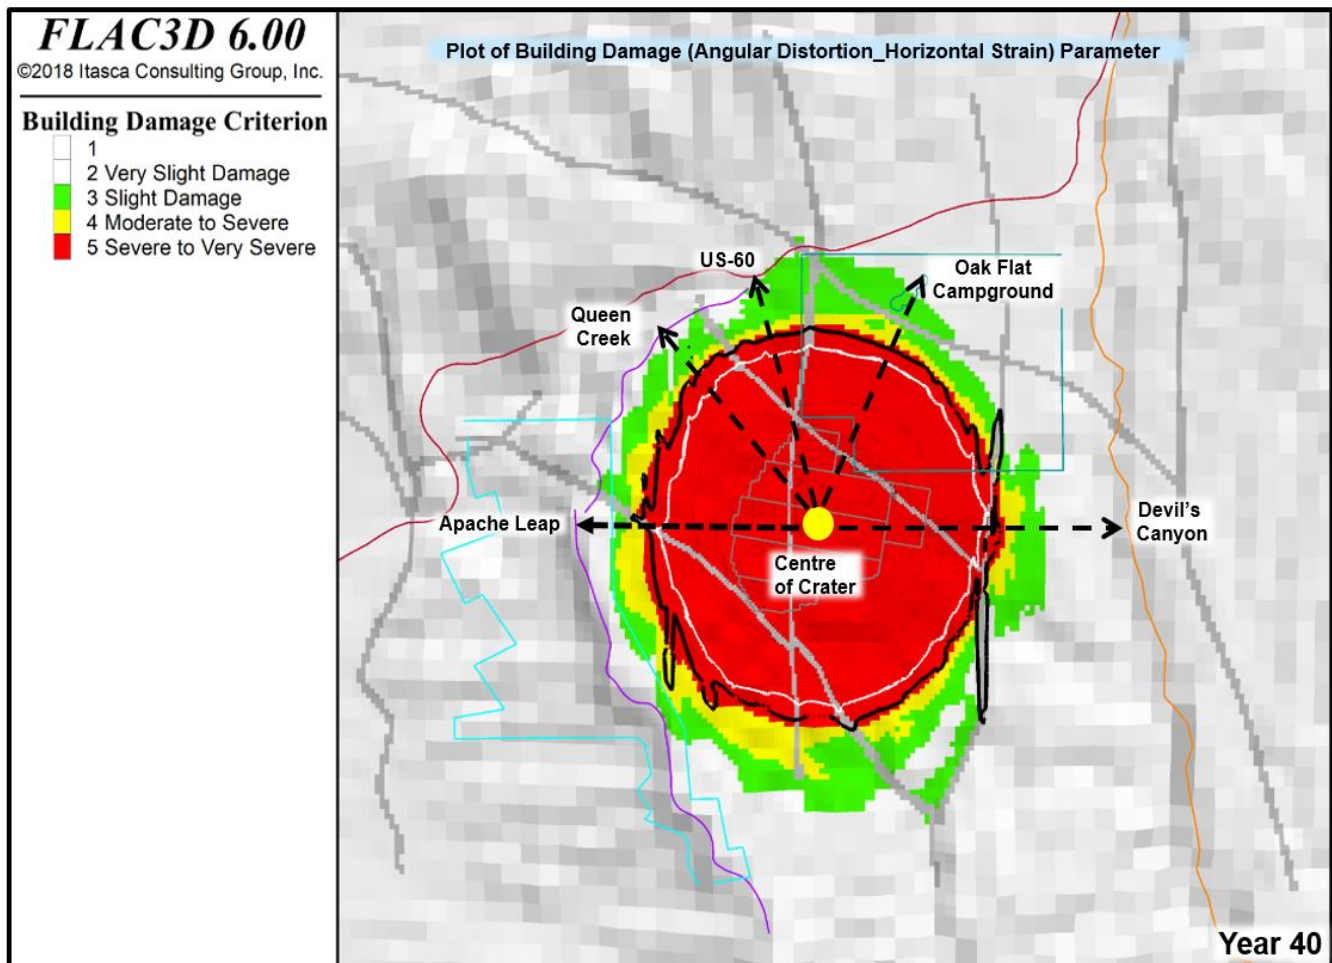 FLAC3D 6.00
©2018 Itasca Consulting Group, Inc.
Building Damage Criterion
1
2 Very Slight Damage
3 Slight Damage
4 Moderate to Severe
5 Severe to Very Severe
Plot of Building Damage (Angular Distortion_Horizontal Strain) Parameter
US-60
Oak Flat
Campground
Queen
Creek
Apache Leap
Devil's
Canyon
Centre
of Crater
Year 40